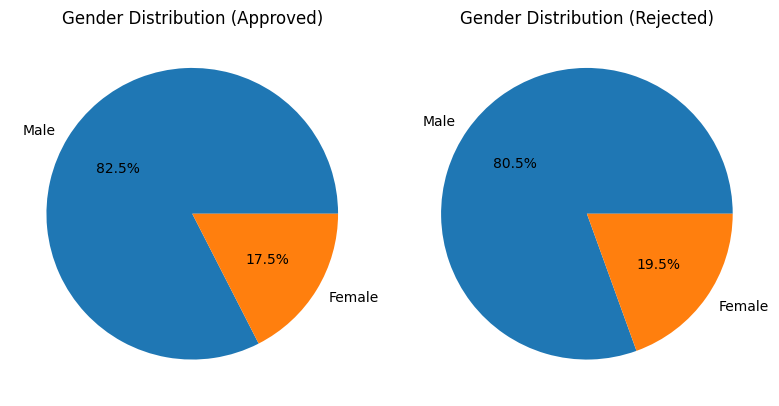 Gender Distribution (Approved)
Male
82.5%
17.5%
Female
Gender Distribution (Rejected)
Male
80.5%
19.5%
Female